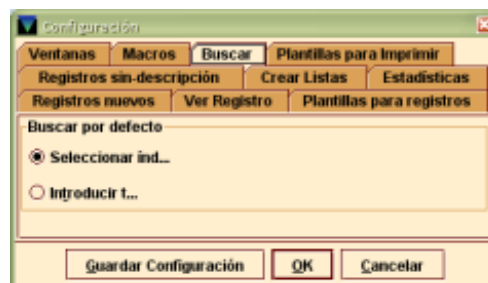 Configuración
Ventanas Macros Buscar Plantillas para Imprimir
Registros sin-descripción Crear Listas Estadísticas
Registros nuevos Ver Registro Plantillas para registros
Buscar por defecto
Seleccionar índ...
Introducir t...
Guardar Configuración OK Cancelar